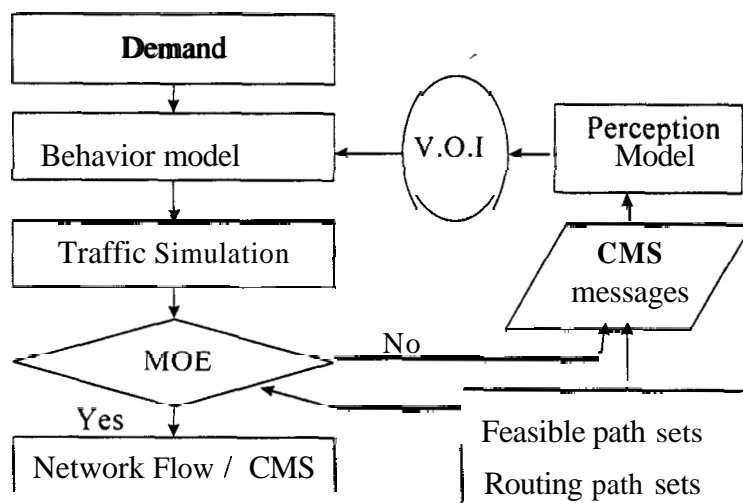 Demand
Behavior model
V.O.I
Perception
Model
Traffic Simulation
CMS
messages
MOE
No
Yes
Feasible path sets
Network Flow / CMS
Routing path sets